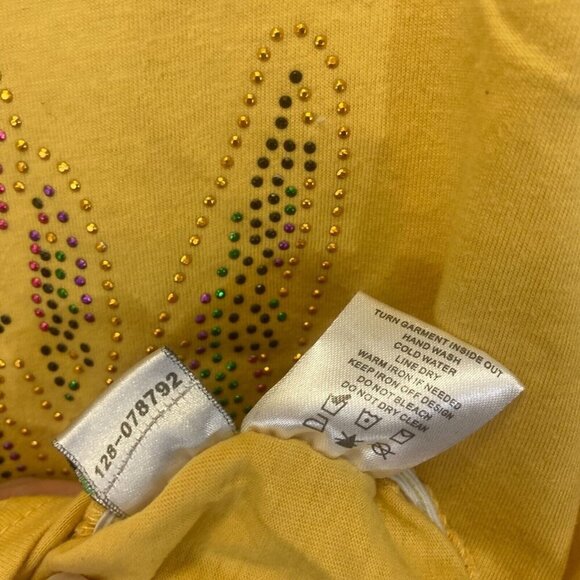 128-078792
TURN GARMENT INSIDE OUT
HAND WASH
COLD WATER
LINE DRY
WARM IRON IF NEEDED
KEEP IRON OFF DESIGN
DO NOT BLEACH
DO NOT DRY CLEAN